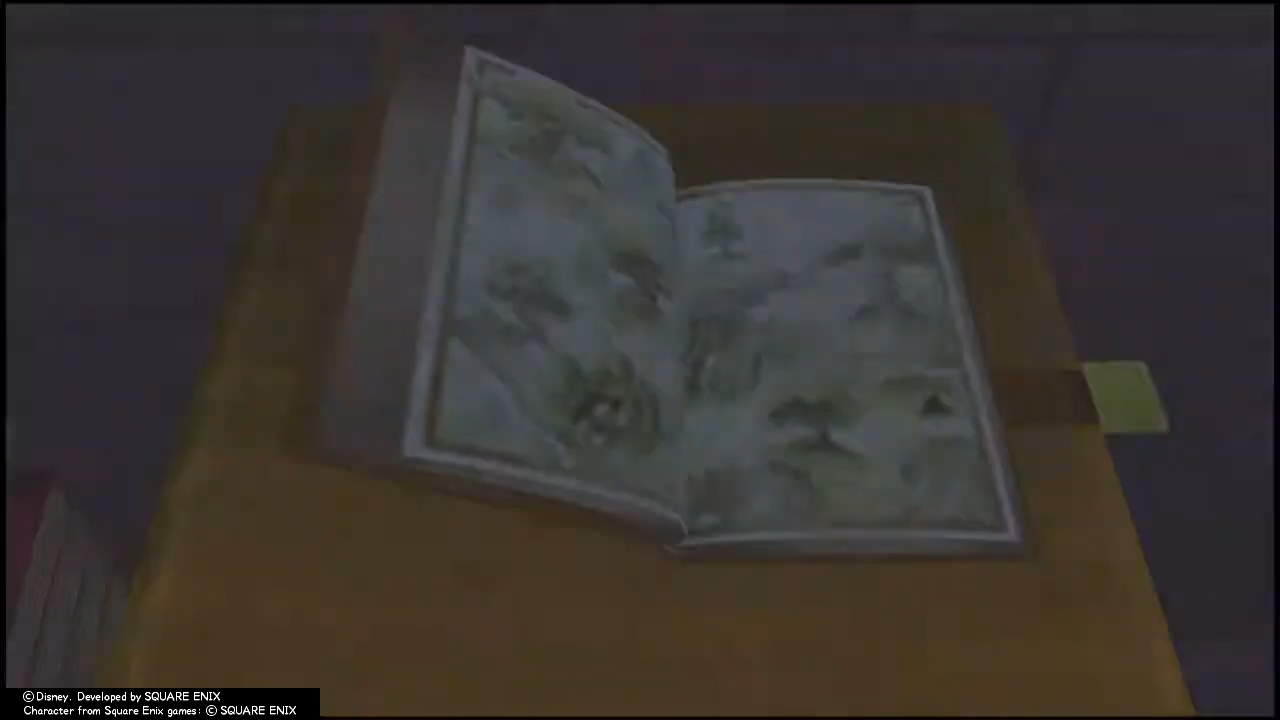 ©Disney. Developed by SQUARE ENIX
Character from Square Enix games: © SQUARE ENIX